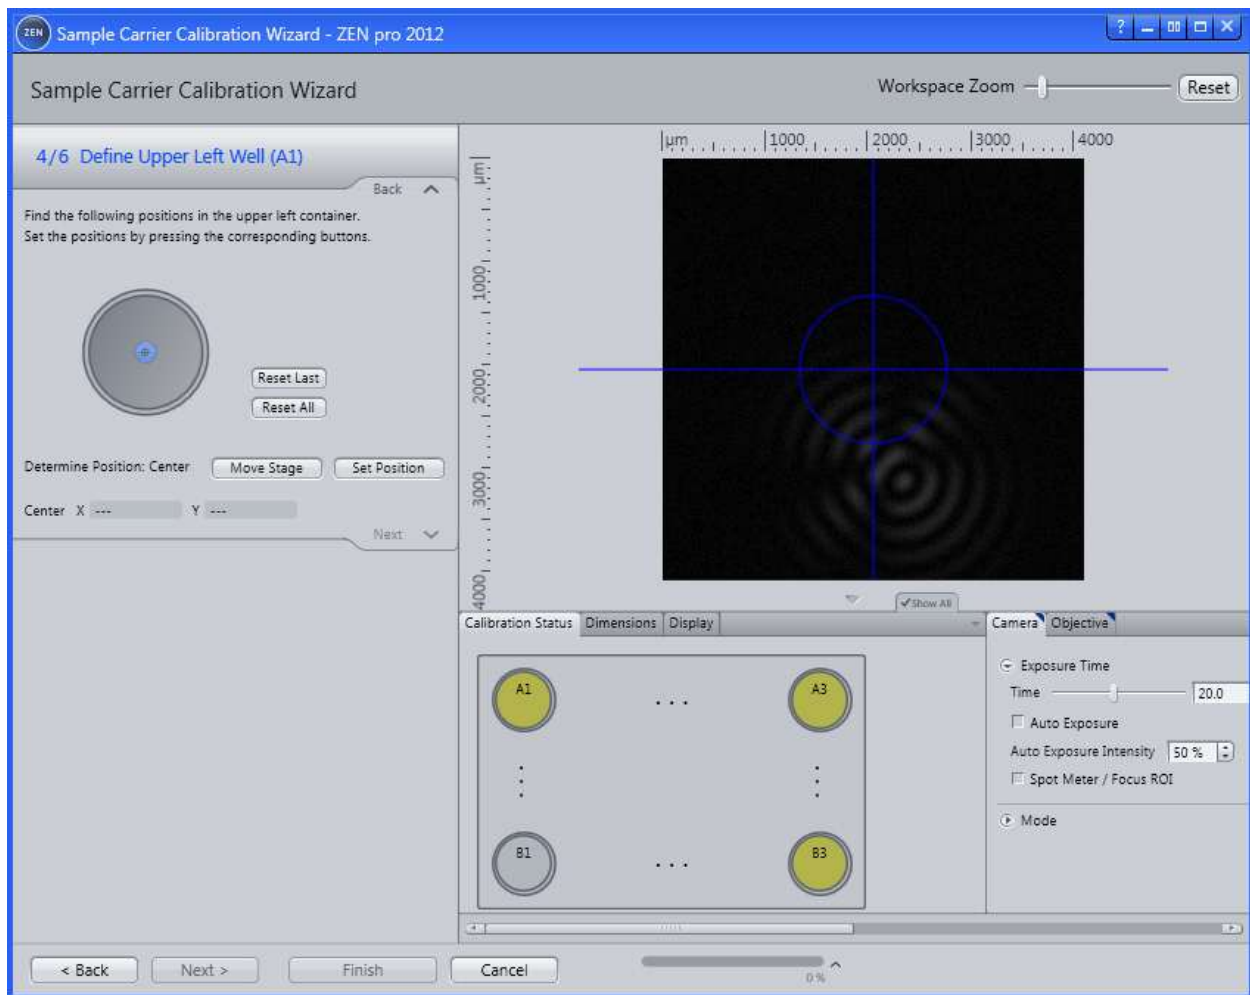 ZEN Sample Carrier Calibration Wizard - ZEN pro 2012
Sample Carrier Calibration Wizard
Workspace Zoom Reset
4/6 Define Upper Left Well (A1)
Back
Find the following positions in the upper left container.
Set the positions by pressing the corresponding buttons.
Reset Last
Reset All
Determine Position: Center Move Stage Set Position
Center X --- Y ---
Next
µm 1000 2000 3000 4000
µm
1000
2000
3000
4000
Show All
Calibration Status Dimensions Display
A1 ... A3
B1 ... B3
Camera Objective
Exposure Time
Time 20.0
Auto Exposure
Auto Exposure Intensity 50 %
Spot Meter / Focus ROI
Mode
< Back Next > Finish Cancel
0 %